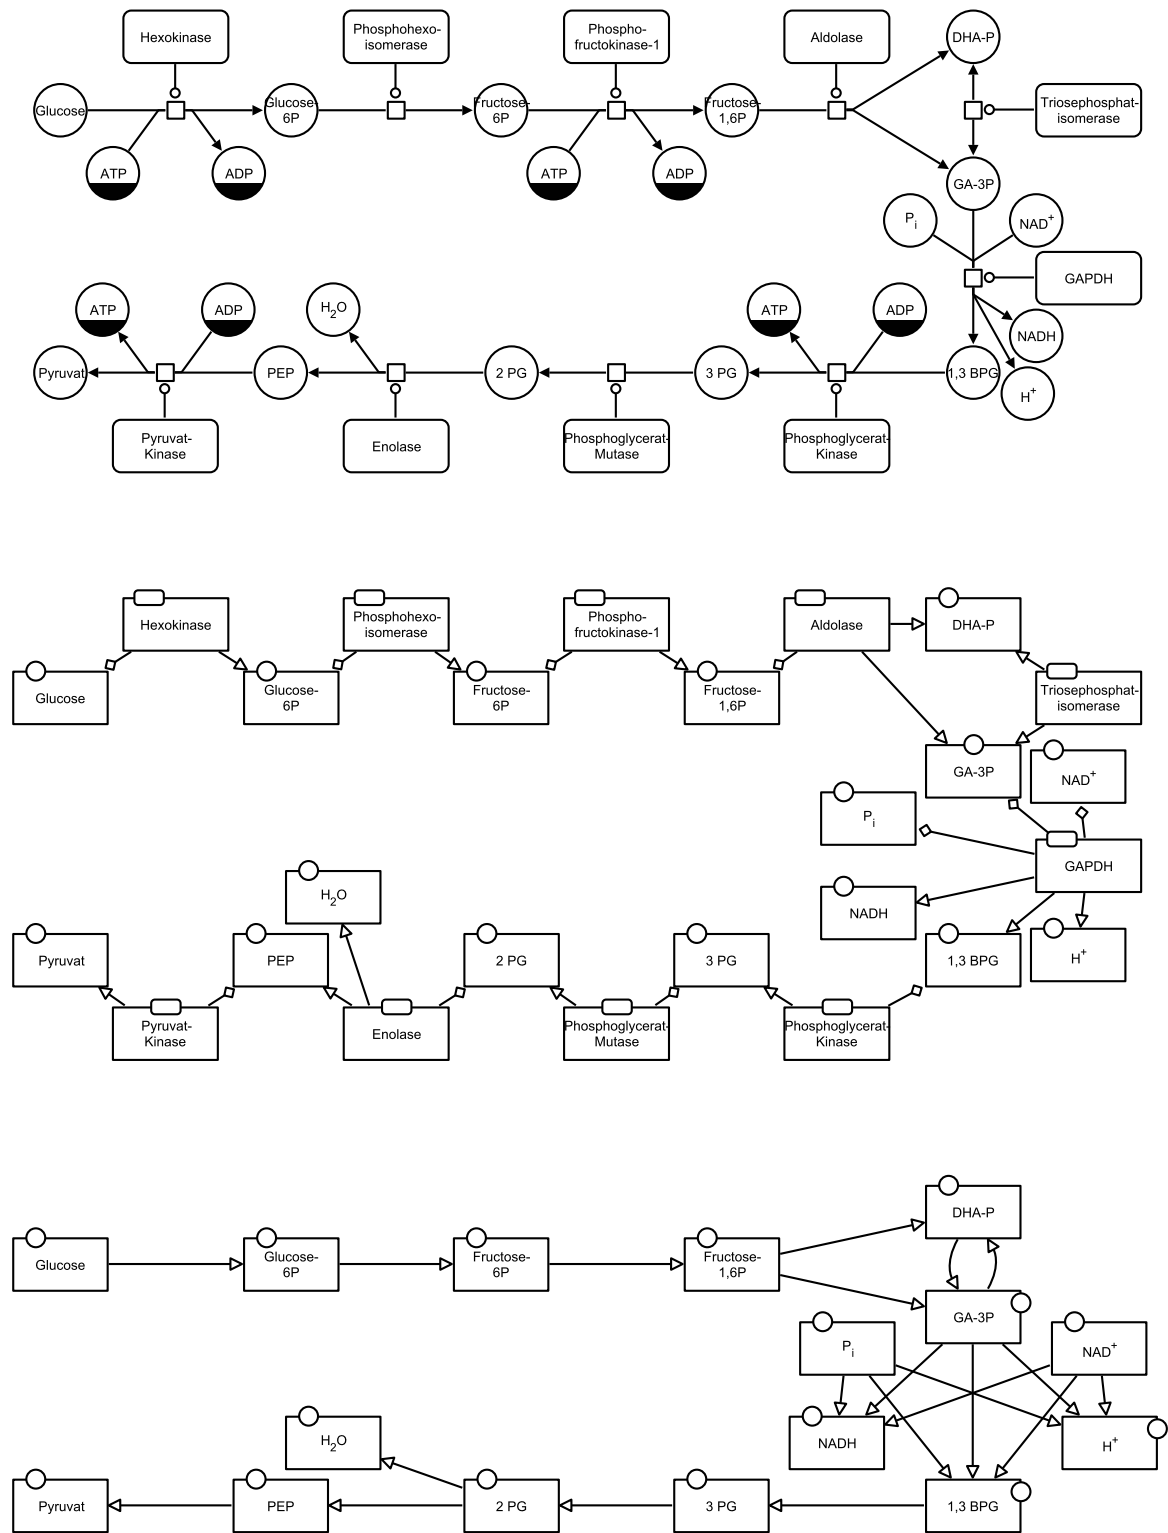 Hexokinase
Phosphohexo-
isomerase
Phospho-
fructokinase-1
Aldolase
DHA-P
Glucose
Glucose-
6P
Fructose-
6P
Fructose-
1,6P
Triosephosphat-
isomerase
ATP
ADP
ATP
ADP
GA-3P
Pi
NAD+
GAPDH
ATP
ADP
H2O
ATP
ADP
NADH
Pyruvat
PEP
2 PG
3 PG
1,3 BPG
H+
Pyruvat-
Kinase
Enolase
Phosphoglycerat-
Mutase
Phosphoglycerat-
Kinase
Hexokinase
Phosphohexo-
isomerase
Phospho-
fructokinase-1
Aldolase
DHA-P
Glucose
Glucose-
6P
Fructose-
6P
Fructose-
1,6P
Triosephosphat-
isomerase
GA-3P
NAD+
Pi
GAPDH
H2O
NADH
Pyruvat
PEP
2 PG
3 PG
1,3 BPG
H+
Pyruvat-
Kinase
Enolase
Phosphoglycerat-
Mutase
Phosphoglycerat-
Kinase
DHA-P
Glucose
Glucose-
6P
Fructose-
6P
Fructose-
1,6P
GA-3P
Pi
NAD+
H2O
NADH
H+
Pyruvat
PEP
2 PG
3 PG
1,3 BPG